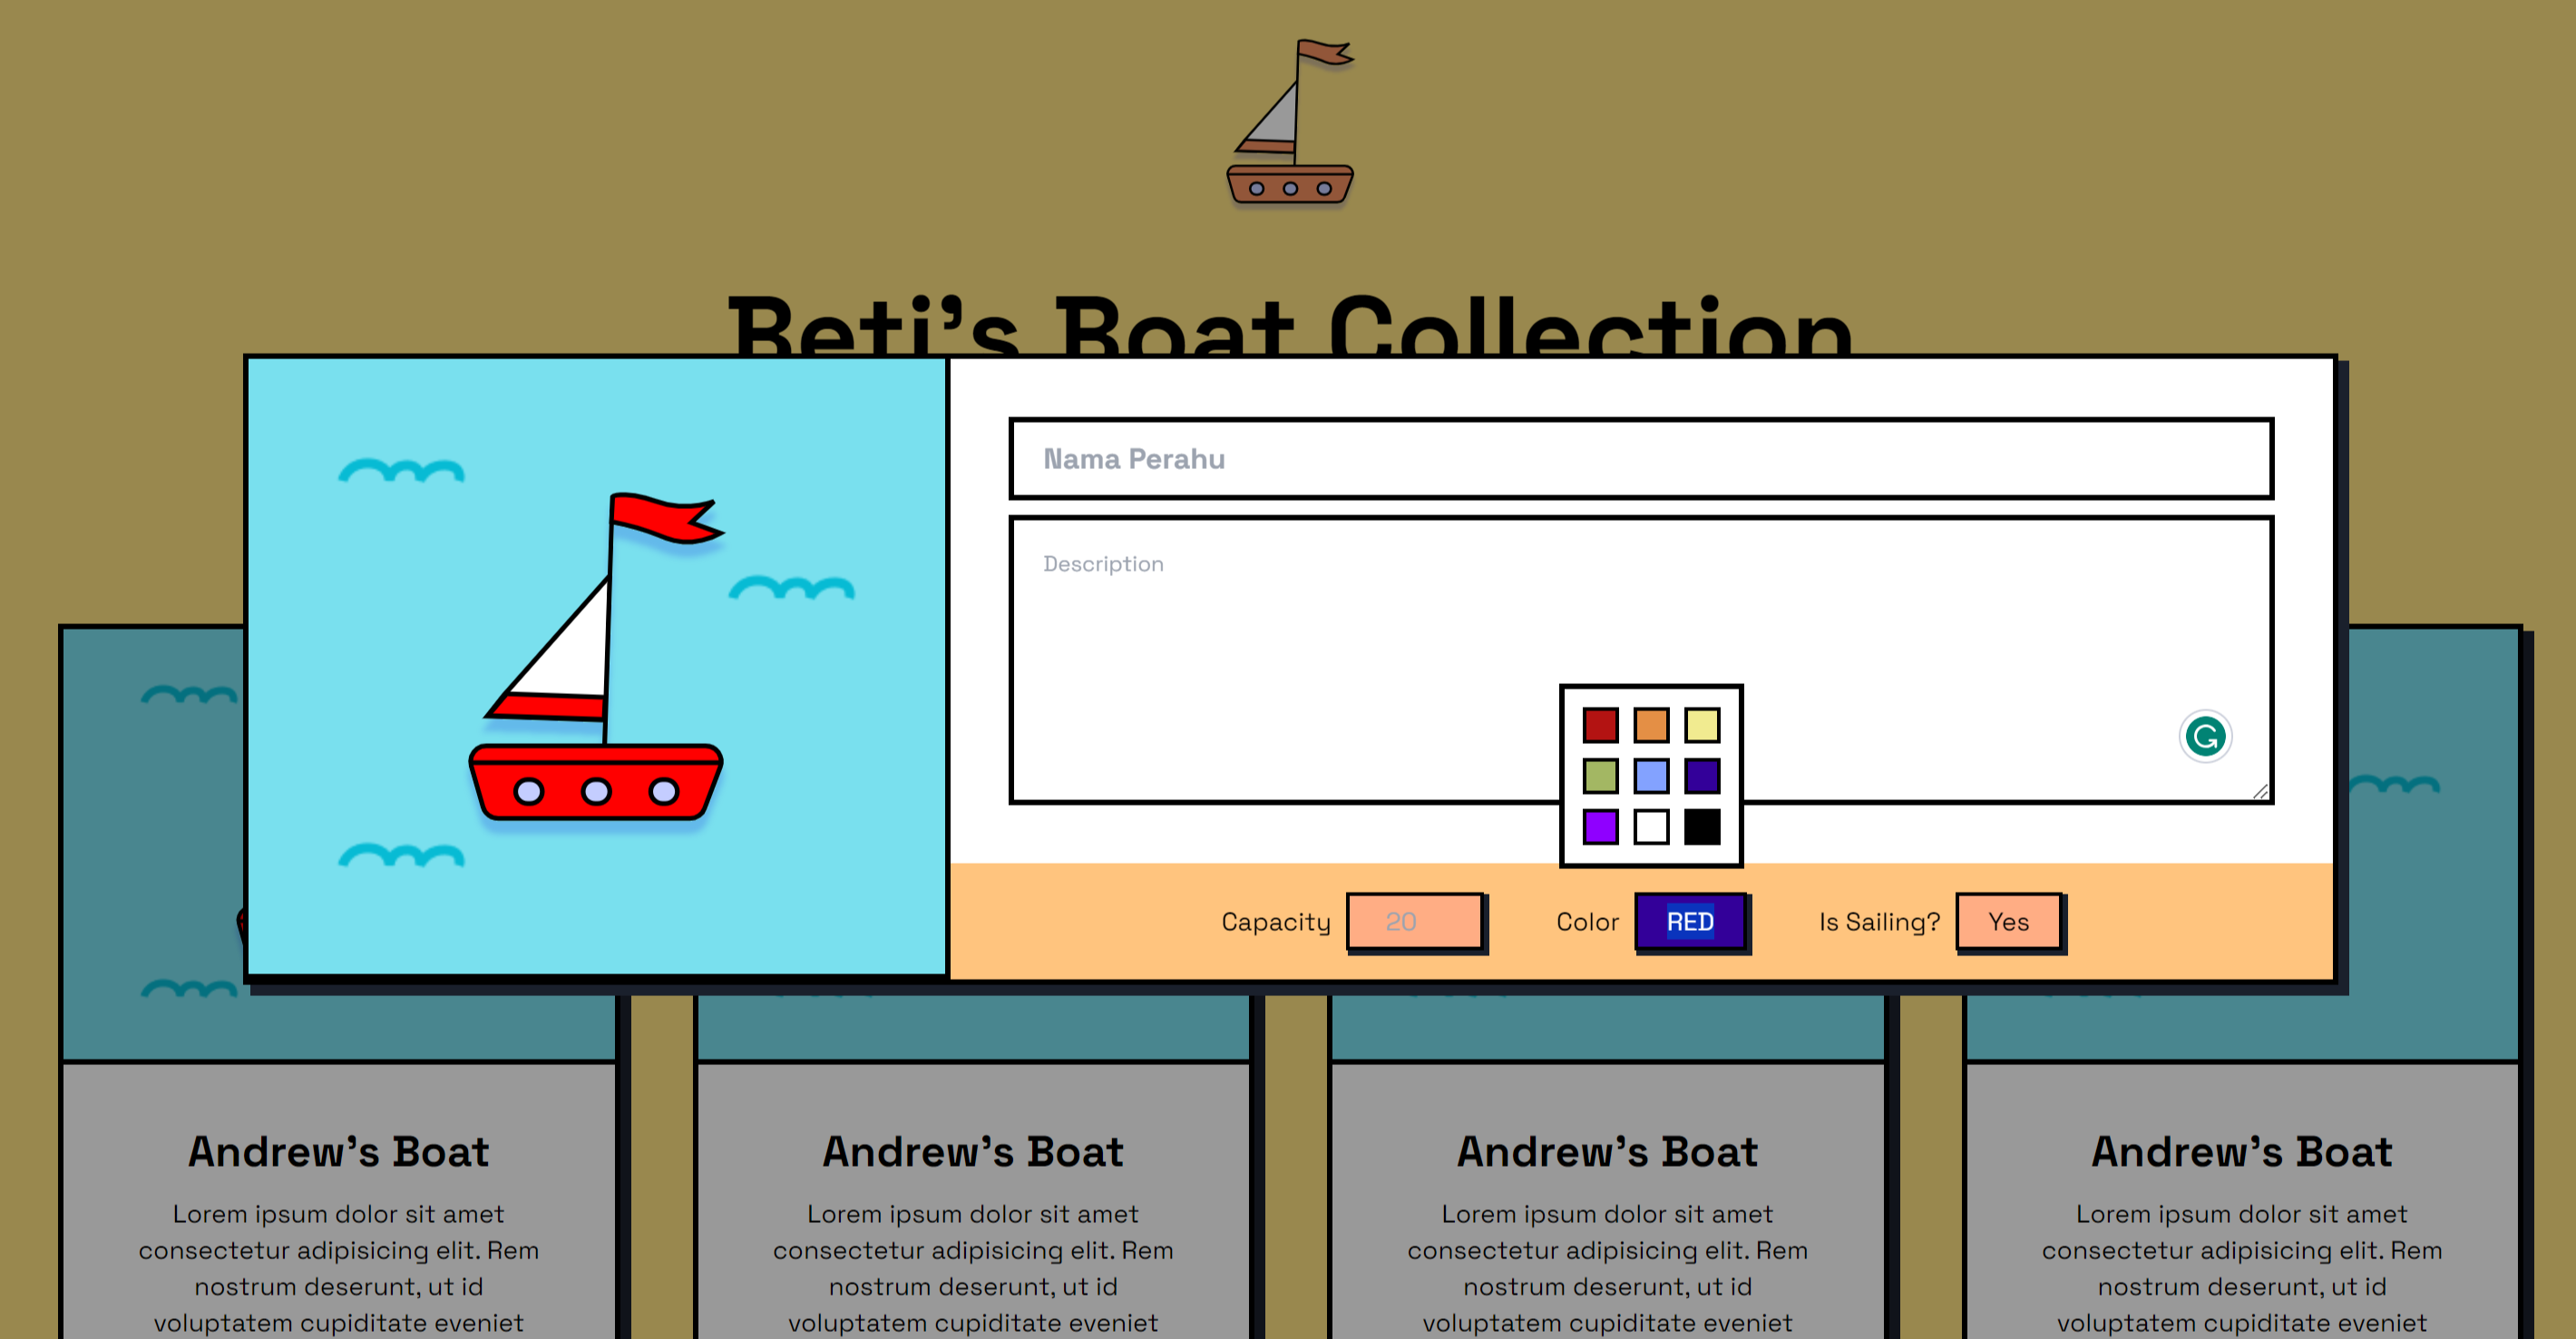 Beti's Boat Collection
Nama Perahu
Description
Capacity 20 Color RED Is Sailing? Yes
Andrew's Boat
Lorem ipsum dolor sit amet
consectetur adipisicing elit. Rem
nostrum deserunt, ut id
voluptatem cupiditate eveniet
Andrew's Boat
Lorem ipsum dolor sit amet
consectetur adipisicing elit. Rem
nostrum deserunt, ut id
voluptatem cupiditate eveniet
Andrew's Boat
Lorem ipsum dolor sit amet
consectetur adipisicing elit. Rem
nostrum deserunt, ut id
voluptatem cupiditate eveniet
Andrew's Boat
Lorem ipsum dolor sit amet
consectetur adipisicing elit. Rem
nostrum deserunt, ut id
voluptatem cupiditate eveniet